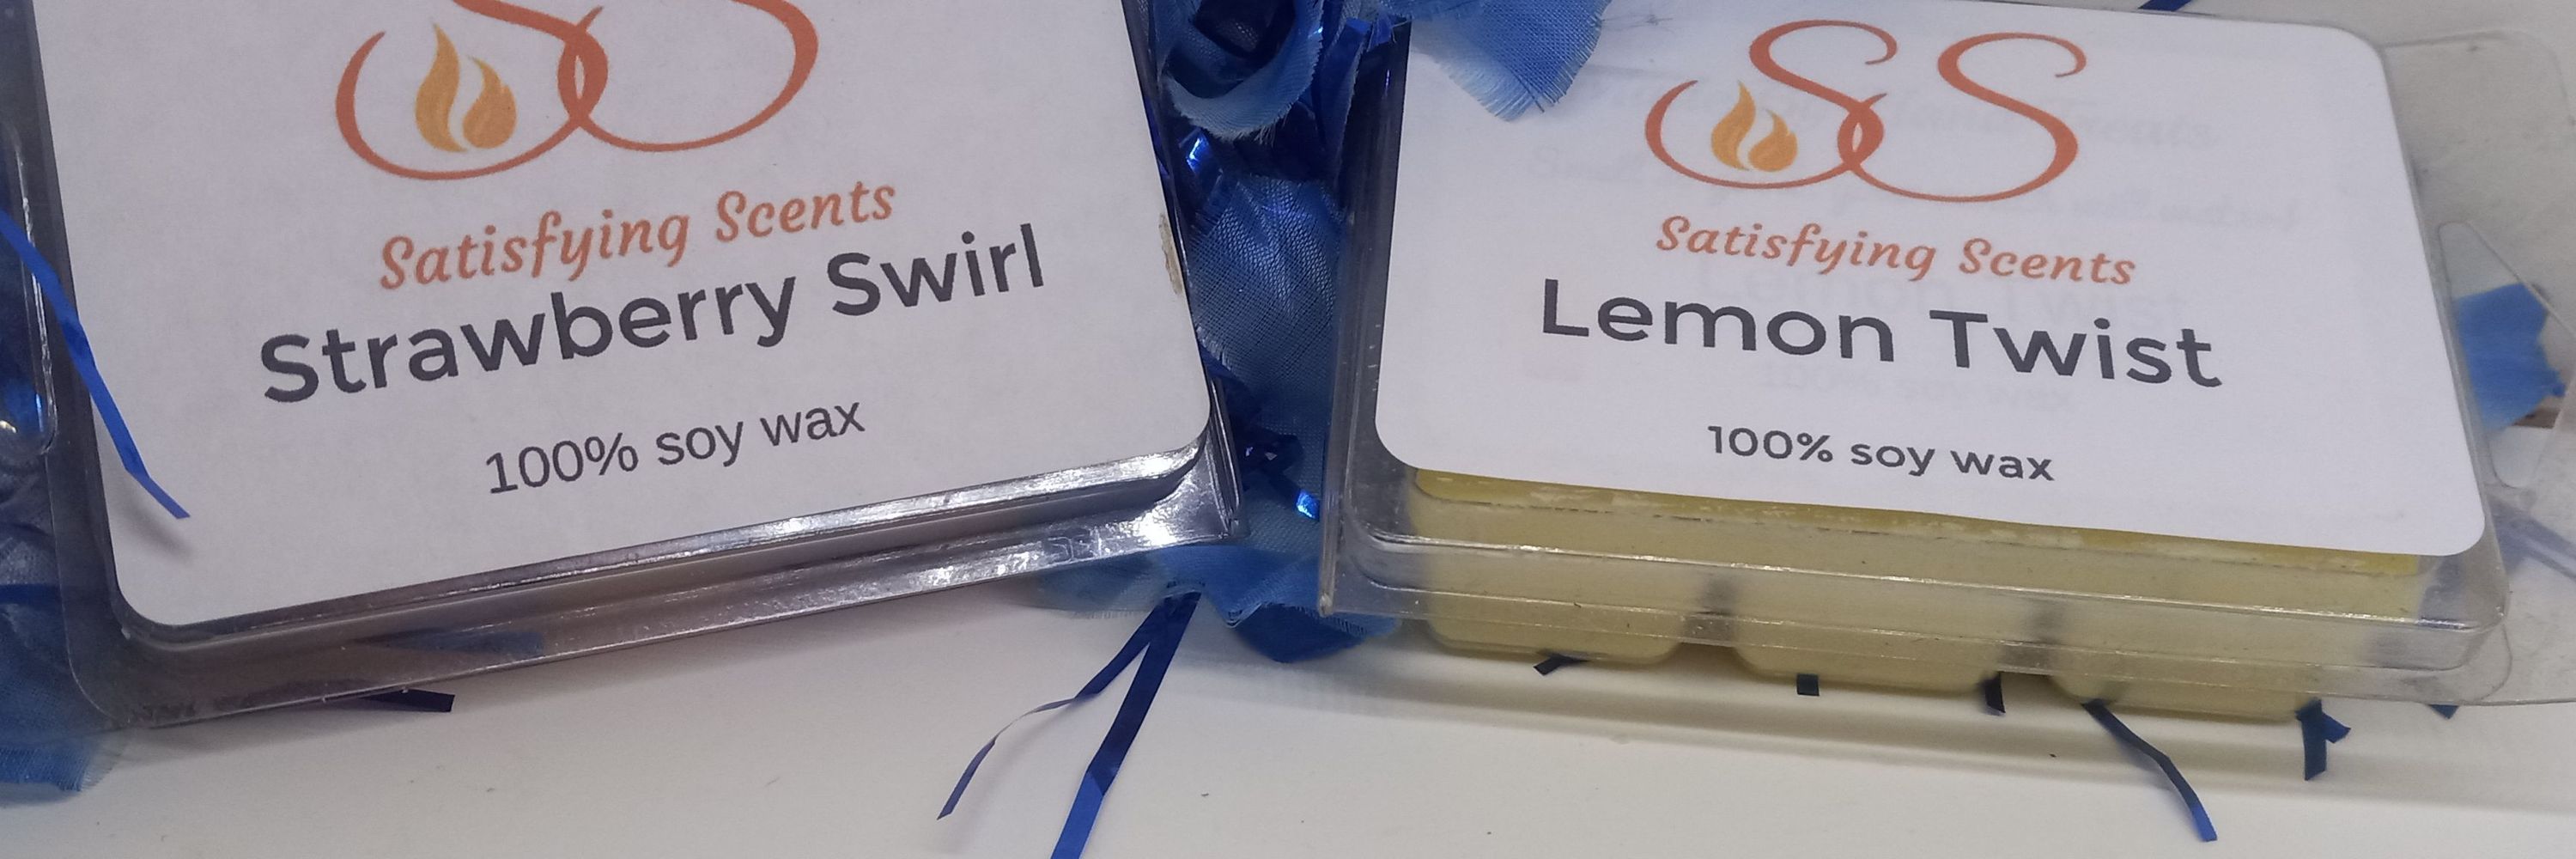 SS
Satisfying Scents
Strawberry Swirl
100% soy wax
SS
Satisfying Scents
Lemon Twist
100% soy wax